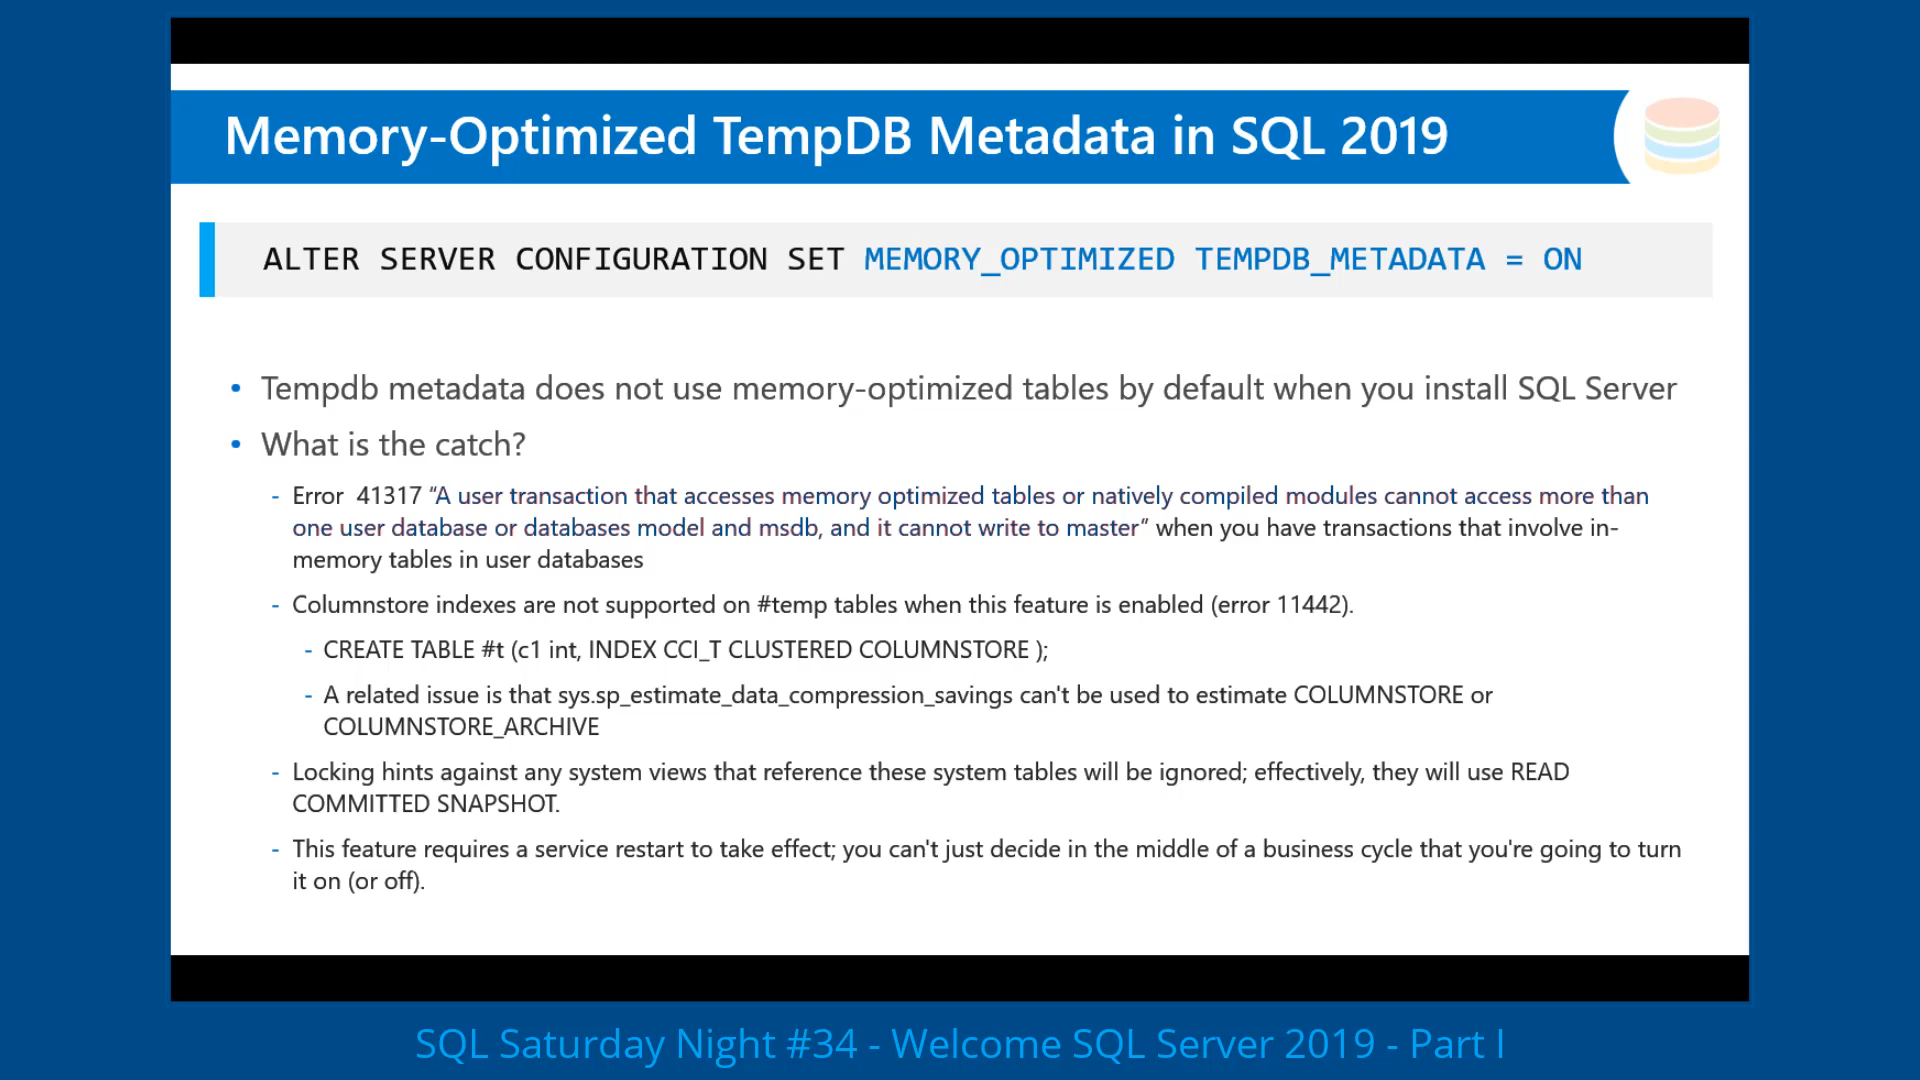 Memory-Optimized TempDB Metadata in SQL 2019
ALTER SERVER CONFIGURATION SET MEMORY_OPTIMIZED TEMPDB_METADATA = ON
• Tempdb metadata does not use memory-optimized tables by default when you install SQL Server
• What is the catch?
- Error  41317 “A user transaction that accesses memory optimized tables or natively compiled modules cannot access more than
one user database or databases model and msdb, and it cannot write to master” when you have transactions that involve in-
memory tables in user databases
- Columnstore indexes are not supported on #temp tables when this feature is enabled (error 11442).
- CREATE TABLE #t (c1 int, INDEX CCI_T CLUSTERED COLUMNSTORE );
- A related issue is that sys.sp_estimate_data_compression_savings can't be used to estimate COLUMNSTORE or
COLUMNSTORE_ARCHIVE
- Locking hints against any system views that reference these system tables will be ignored; effectively, they will use READ
COMMITTED SNAPSHOT.
- This feature requires a service restart to take effect; you can't just decide in the middle of a business cycle that you're going to turn
it on (or off).
SQL Saturday Night #34 - Welcome SQL Server 2019 - Part I